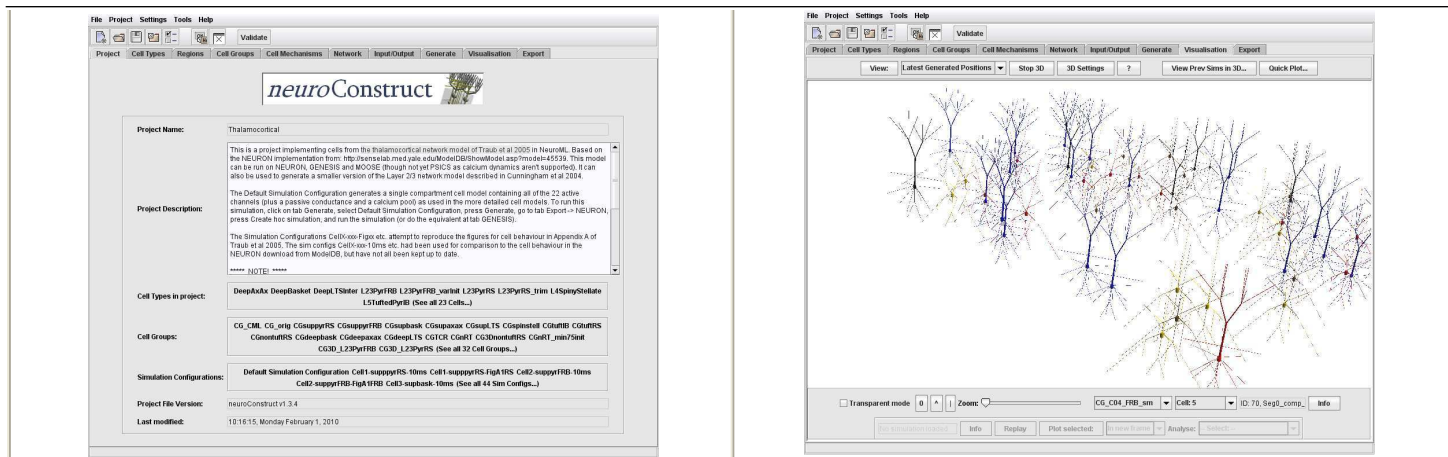 File Project Settings Tools Help
Validate
Project Cell Types Regions Cell Groups Cell Mechanisms Network Input/Output Generate Visualisation Export
neuroConstruct
Project Name: Thalamocortical
Project Description:
This is a project implementing cells from the thalamocortical network model of Traub et al 2005 in NeuroML. Based on
the NEURON implementation from: http://senselab.med.yale.edu/ModelDB/ShowModel.asp?model=45539. This model
can be run on NEURON, GENESIS and MOOSE (though not yet PSICS as calcium dynamics aren't supported). It can
also be used to generate a smaller version of the Layer 2/3 network model described in Cunningham et al 2004.
The Default Simulation Configuration generates a single compartment cell model containing all of the 22 active
channels (plus a passive conductance and a calcium pool) as used in the more detailed cell models. To run this
simulation, click on tab Generate, select Default Simulation Configuration, press Generate, go to tab Export -> NEURON,
press Create hoc simulation, and run the simulation (or do the equivalent at tab GENESIS).
The Simulation Configurations CellX-xxx-Figxx etc. attempt to reproduce the figures for cell behaviour in Appendix A of
Traub et al 2005. The sim configs CellX-xxx-10ms etc. had been used for comparison to the cell behaviour in the
NEURON download from ModelDB, but have not all been kept up to date.
***** NOTE! *****
Cell Types in project:
DeepAxAx DeepBasket DeepLTSInter L23PyrFRB L23PyrFRB_varInit L23PyrRS L23PyrRS_trim L4SpinyStellate
L5TuftedPyrIB (See all 23 Cells...)
Cell Groups:
CG_CML CG_orig CGsuppyrRS CGsuppyrFRB CGsupbask CGsupaxax CGsupLTS CGspinstell CGtuftIB CGtuftRS
CGnontuftRS CGdeepbask CGdeepaxax CGdeepLTS CGTCR CGnRT CG3DnontuftRS CGnRT_min75init
CG3D_L23PyrFRB CG3D_L23PyrRS (See all 32 Cell Groups...)
Simulation Configurations:
Default Simulation Configuration Cell1-supppyrRS-10ms Cell1-supppyrRS-FigA1RS Cell2-suppyrFRB-10ms
Cell2-suppyrFRB-FigA1FRB Cell3-supbask-10ms (See all 44 Sim Configs...)
Project File Version: neuroConstruct v1.3.4
Last modified: 10:16:15, Monday February 1, 2010
File Project Settings Tools Help
Validate
Project Cell Types Regions Cell Groups Cell Mechanisms Network Input/Output Generate Visualisation Export
View: Latest Generated Positions Stop 3D 3D Settings ? View Prev Sims in 3D... Quick Plot...
Transparent mode 0 ^ | Zoom: CG_C04_FRB_sm Cell: 5 ID: 70, Seg0_comp_ Info
Info Replay Plot selected: Analyse: - Select: -